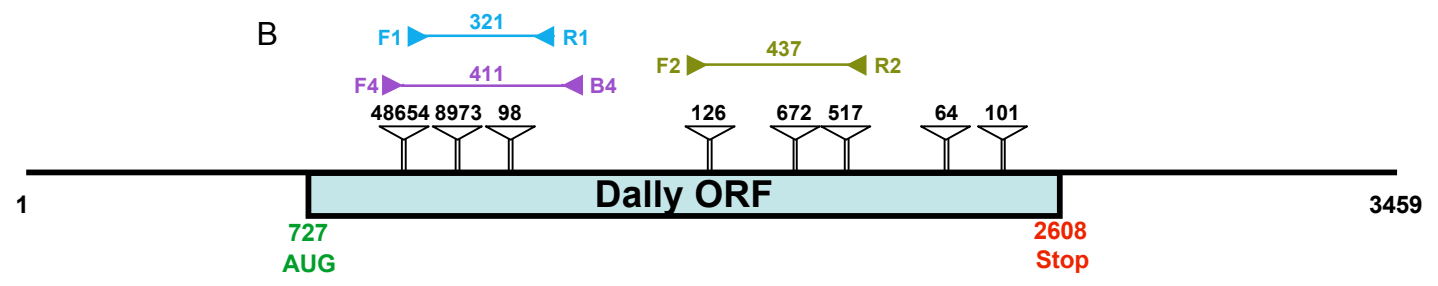 B
F1 321 R1
F4 411 B4
F2 437 R2
48654 8973 98 126 672 517 64 101
Dally ORF
1 3459
727 2608
AUG Stop